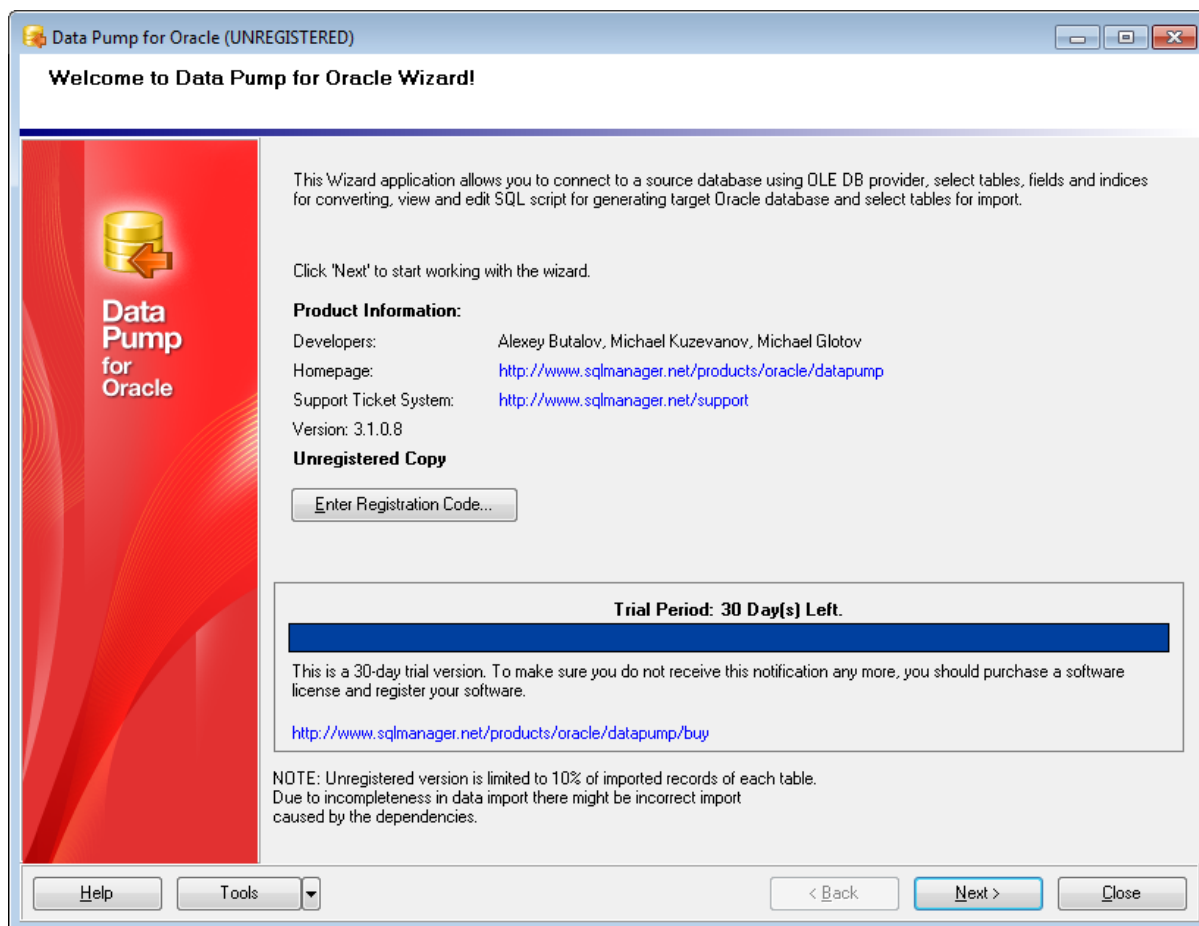 Data Pump for Oracle (UNREGISTERED)
Welcome to Data Pump for Oracle Wizard!
Data
Pump
for
Oracle
This Wizard application allows you to connect to a source database using OLE DB provider, select tables, fields and indices
for converting, view and edit SQL script for generating target Oracle database and select tables for import.
Click 'Next' to start working with the wizard.
Product Information:
Developers: Alexey Butalov, Michael Kuzevanov, Michael Glotov
Homepage: http://www.sqlmanager.net/products/oracle/datapump
Support Ticket System: http://www.sqlmanager.net/support
Version: 3.1.0.8
Unregistered Copy
Enter Registration Code...
Trial Period: 30 Day(s) Left.
This is a 30-day trial version. To make sure you do not receive this notification any more, you should purchase a software
license and register your software.
http://www.sqlmanager.net/products/oracle/datapump/buy
NOTE: Unregistered version is limited to 10% of imported records of each table.
Due to incompleteness in data import there might be incorrect import
caused by the dependencies.
Help Tools < Back Next > Close